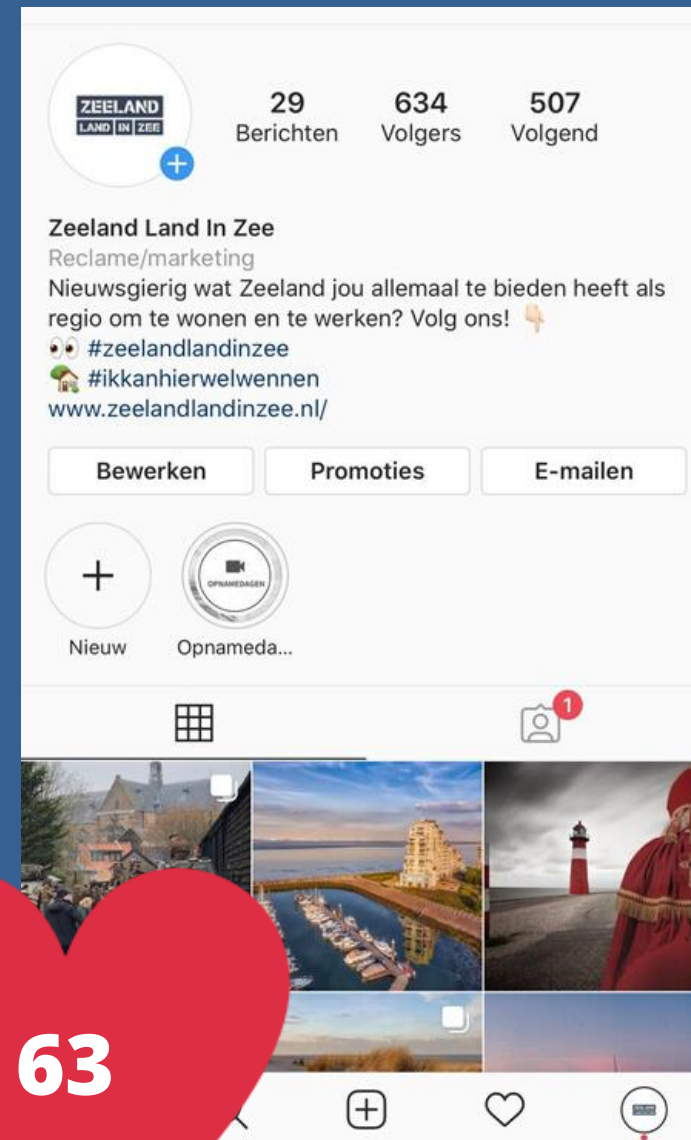 ZEELAND
LAND IN ZEE
29 634 507
Berichten Volgers Volgend
Zeeland Land In Zee
Reclame/marketing
Nieuwsgierig wat Zeeland jou allemaal te bieden heeft als
regio om te wonen en te werken? Volg ons! 👇🏻
👀 #zeelandlandinzee
🏡 #ikkanhierwelwennen
www.zeelandlandinzee.nl/
Bewerken Promoties E-mailen
OPNAMEDAGEN
Nieuw Opnameda...
1
63